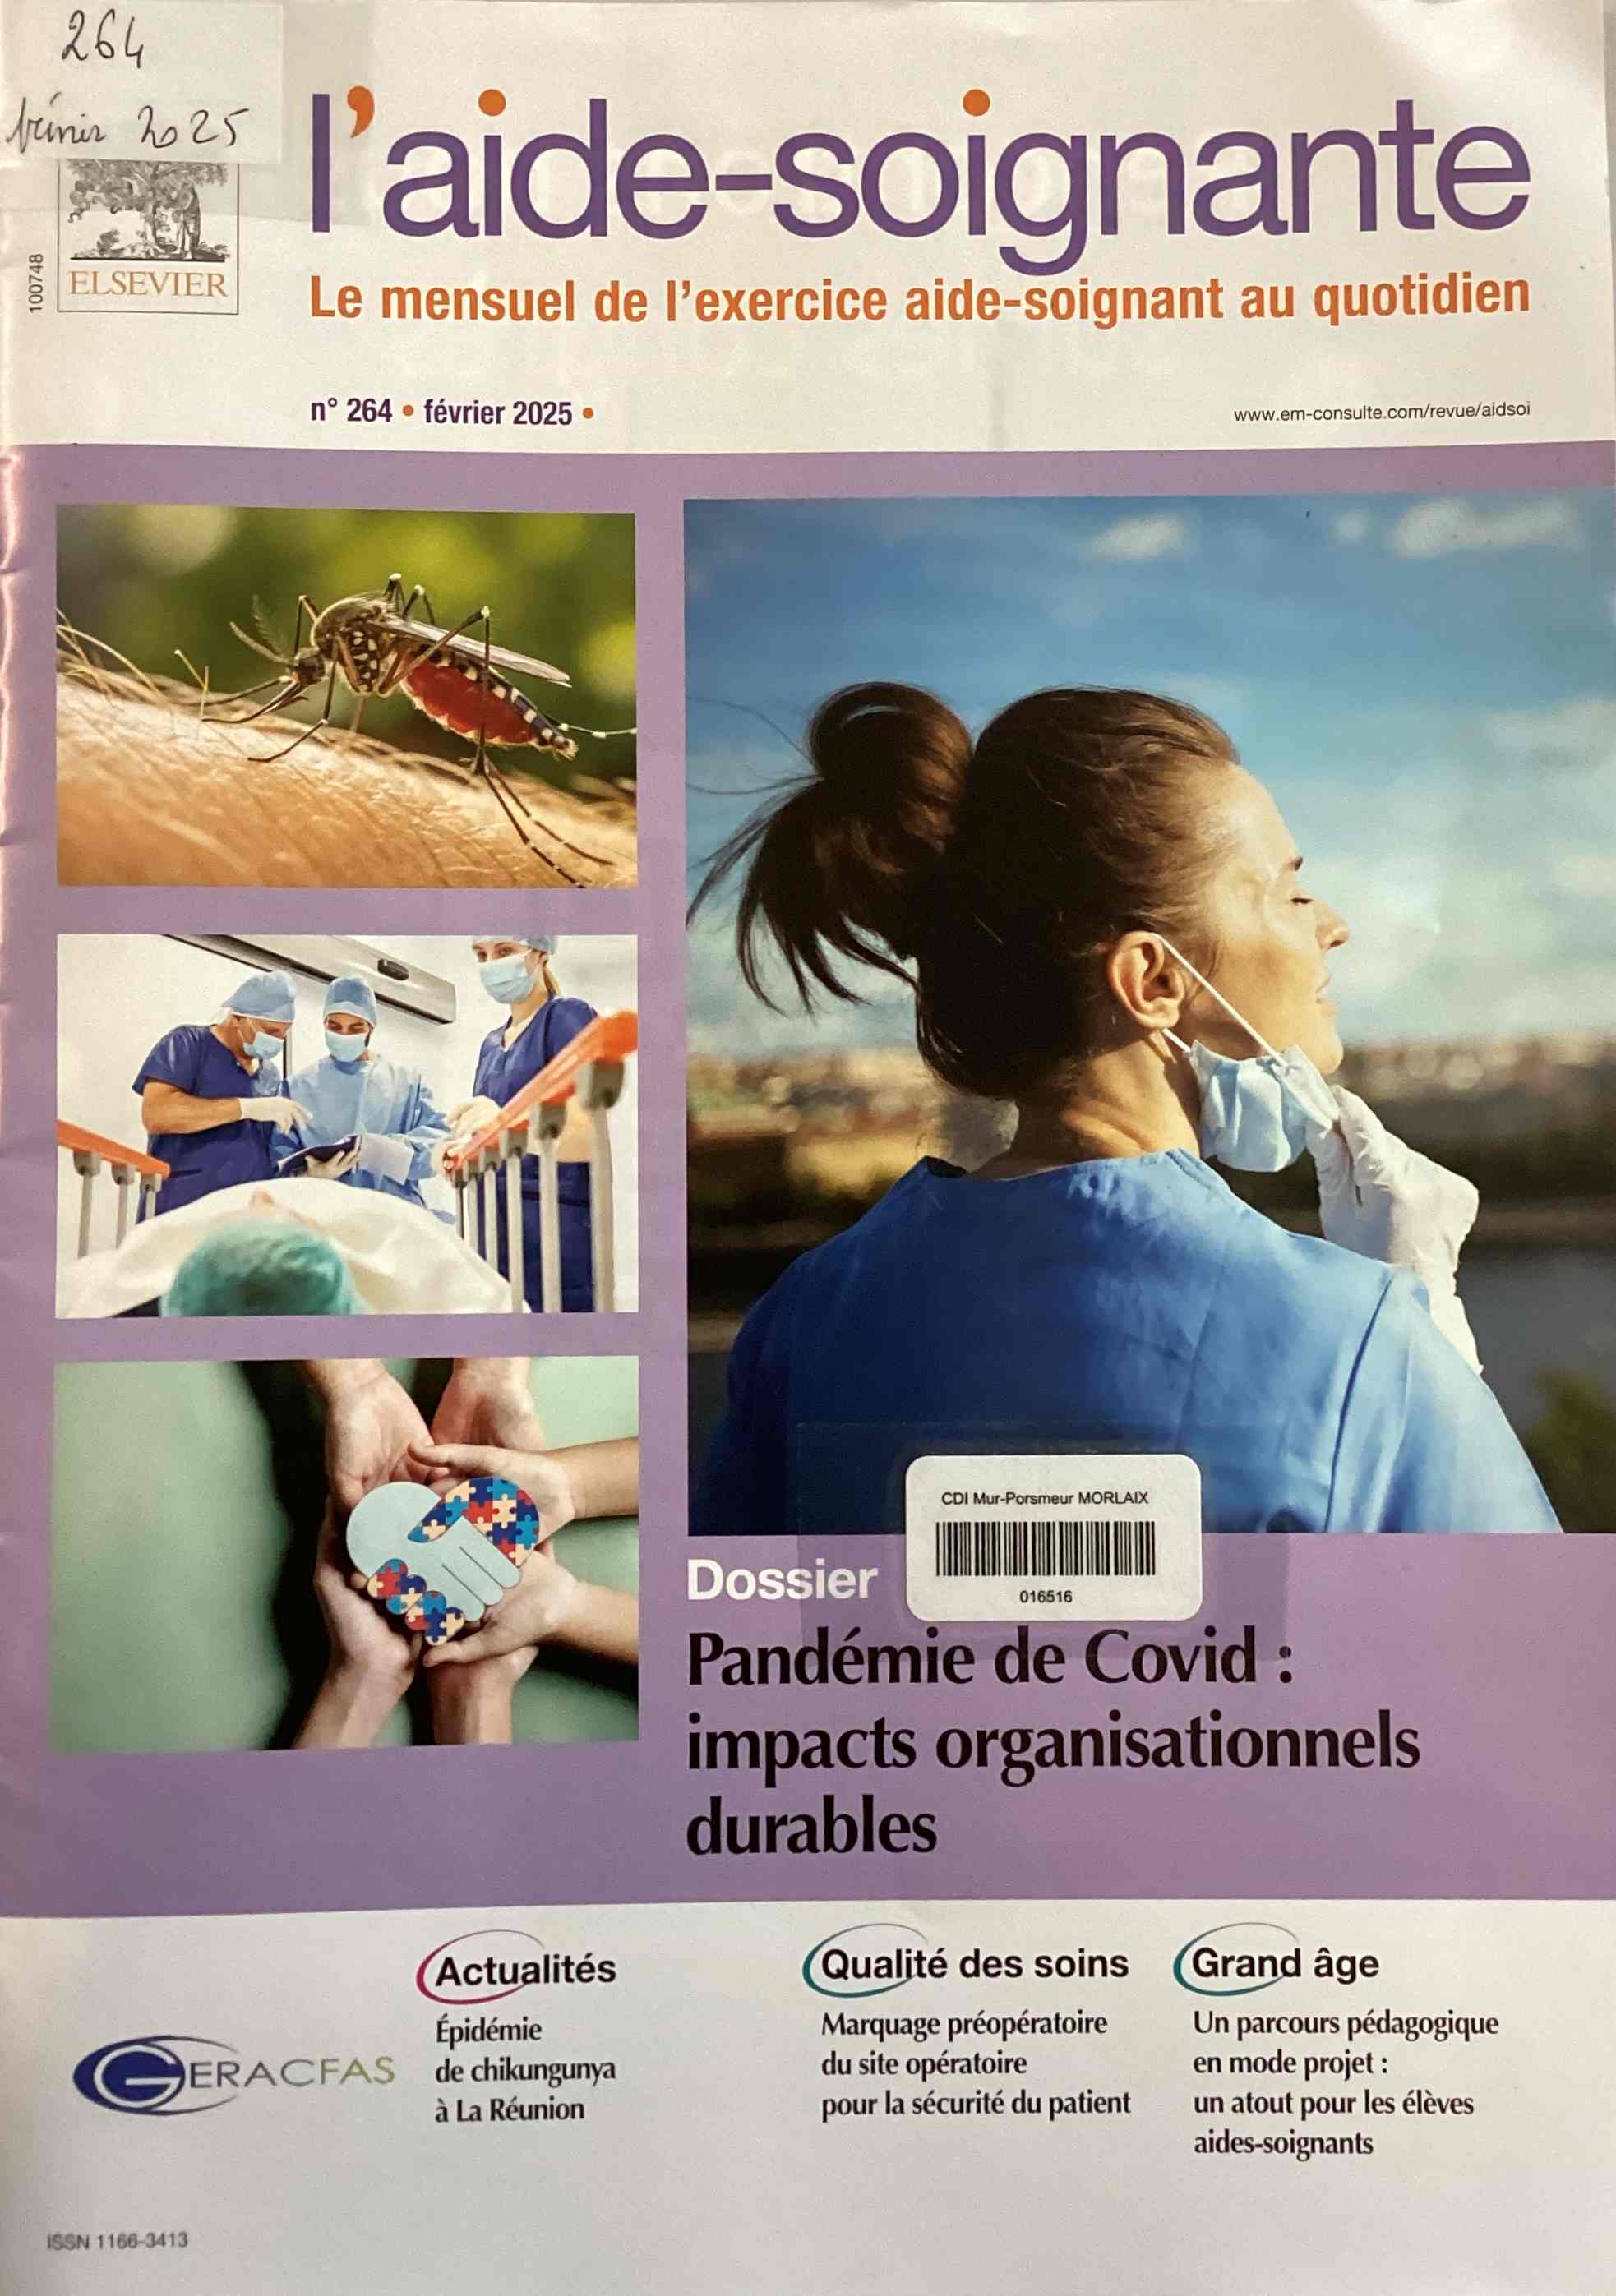 264
février 2025
l'aide-soignante
ELSEVIER
100748
Le mensuel de l'exercice aide-soignant au quotidien
n° 264 • février 2025 •
www.em-consulte.com/revue/aidsoi
CDI Mur-Porsmeur MORLAIX
016516
Dossier
Pandémie de Covid :
impacts organisationnels
durables
GERACFAS
Actualités
Épidémie
de chikungunya
à La Réunion
Qualité des soins
Marquage préopératoire
du site opératoire
pour la sécurité du patient
Grand âge
Un parcours pédagogique
en mode projet :
un atout pour les élèves
aides-soignants
ISSN 1166-3413